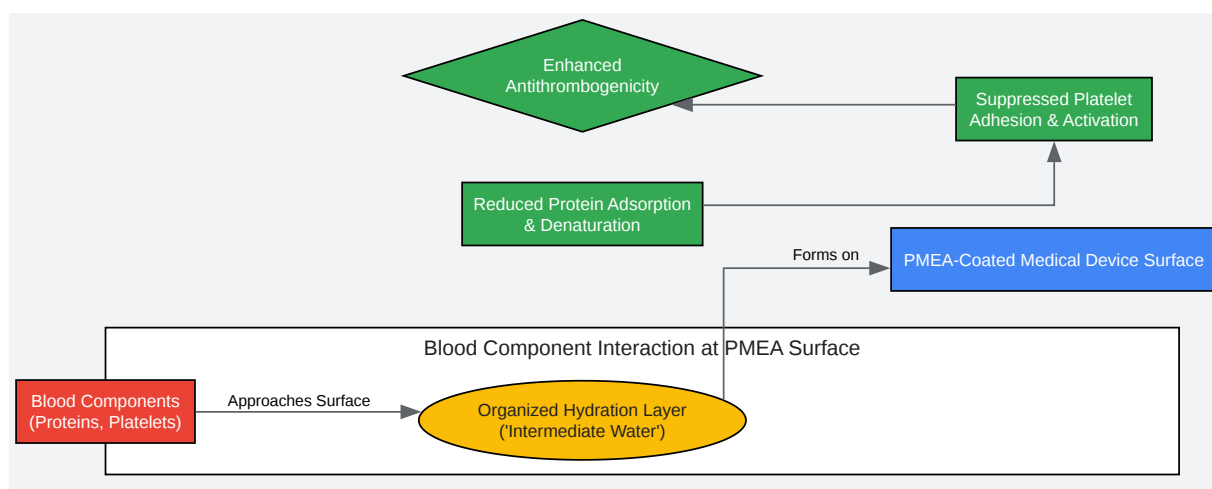 Enhanced
Antithrombogenicity
Suppressed Platelet
Adhesion & Activation
Reduced Protein Adsorption
& Denaturation
Forms on
PMEA-Coated Medical Device Surface
Blood Component Interaction at PMEA Surface
Blood Components
(Proteins, Platelets)
Approaches Surface
Organized Hydration Layer
('Intermediate Water')